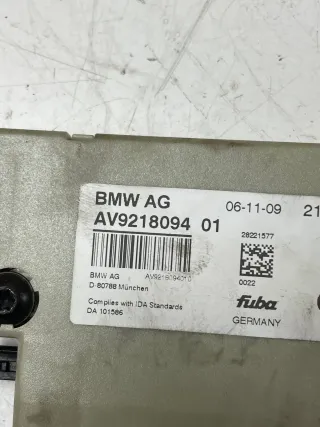 BMW AG 06-11-09 21
AV9218094 01
28221577
BMW AG AV921809401
D-80788 München 0022
Complies with IDA Standards
DA 101586
fuba
GERMANY